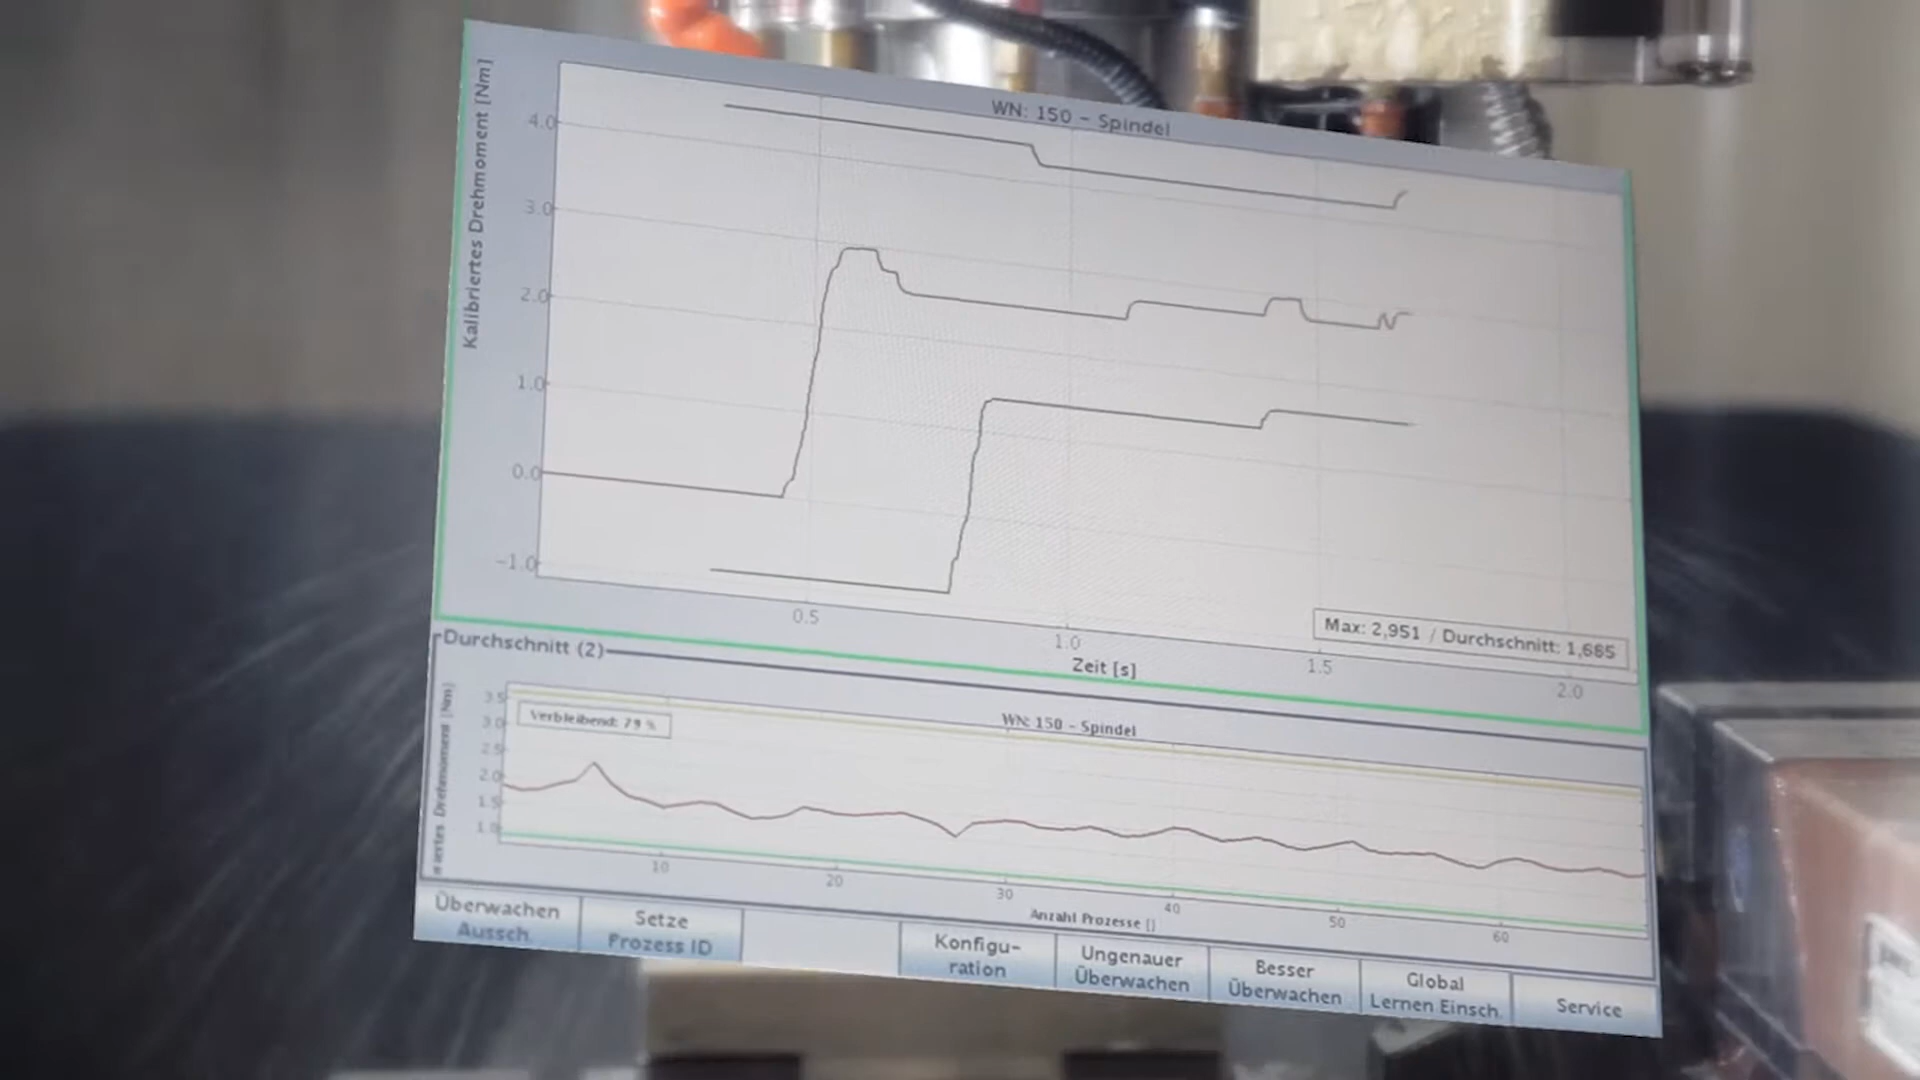 WN: 150 - Spindel
Kalibriertes Drehmoment [Nm]
4.0
3.0
2.0
1.0
0.0
-1.0
0.5
1.0
1.5
2.0
Zeit [s]
Max: 2,951 / Durchschnitt: 1,665
Durchschnitt (2)
WN: 150 - Spindel
Verbleibend: 79 %
Drehmoment [Nm]
3.5
3.0
2.5
2.0
1.5
1.0
10
20
30
40
50
60
Anzahl Prozesse []
Überwachen
Aussch.
Setze
Prozess ID
Konfigu-
ration
Ungenauer
Überwachen
Besser
Überwachen
Global
Lernen Einsch.
Service